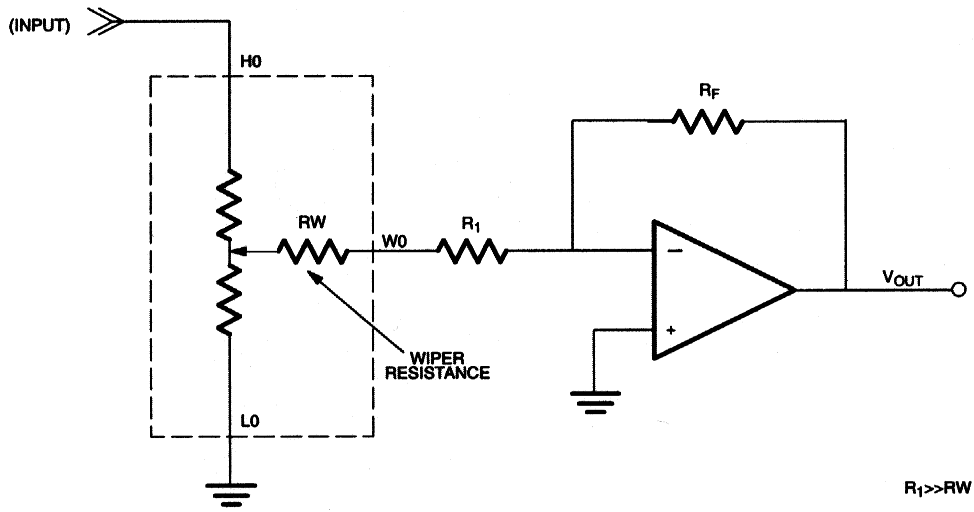 (INPUT)
H0
RF
RW
W0
R1
−
VOUT
+
WIPER
RESISTANCE
L0
R1>>RW